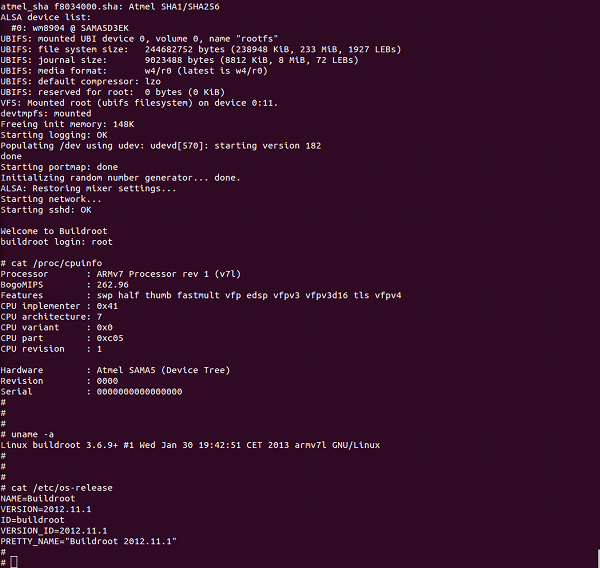 atmel_sha f8034000.sha: Atmel SHA1/SHA256
ALSA device list:
  #0: wm8904 @ SAMA5D3EK
UBIFS: mounted UBI device 0, volume 0, name "rootfs"
UBIFS: file system size:   244682752 bytes (238948 KiB, 233 MiB, 1927 LEBs)
UBIFS: journal size:       9023488 bytes (8812 KiB, 8 MiB, 72 LEBs)
UBIFS: media format:       w4/r0 (latest is w4/r0)
UBIFS: default compressor: lzo
UBIFS: reserved for root:  0 bytes (0 KiB)
VFS: Mounted root (ubifs filesystem) on device 0:11.
devtmpfs: mounted
Freeing init memory: 148K
Starting logging: OK
Populating /dev using udev: udevd[570]: starting version 182
done
Starting portmap: done
Initializing random number generator... done.
ALSA: Restoring mixer settings...
Starting network...
Starting sshd: OK

Welcome to Buildroot
buildroot login: root

# cat /proc/cpuinfo
Processor       : ARMv7 Processor rev 1 (v7l)
BogoMIPS        : 262.96
Features        : swp half thumb fastmult vfp edsp vfpv3 vfpv3d16 tls vfpv4
CPU implementer : 0x41
CPU architecture: 7
CPU variant     : 0x0
CPU part        : 0xc05
CPU revision    : 1

Hardware        : Atmel SAMA5 (Device Tree)
Revision        : 0000
Serial          : 0000000000000000
#
#
#
# uname -a
Linux buildroot 3.6.9+ #1 Wed Jan 30 19:42:51 CET 2013 armv7l GNU/Linux
#
#
#
# cat /etc/os-release
NAME=Buildroot
VERSION=2012.11.1
ID=buildroot
VERSION_ID=2012.11.1
PRETTY_NAME="Buildroot 2012.11.1"
#
#